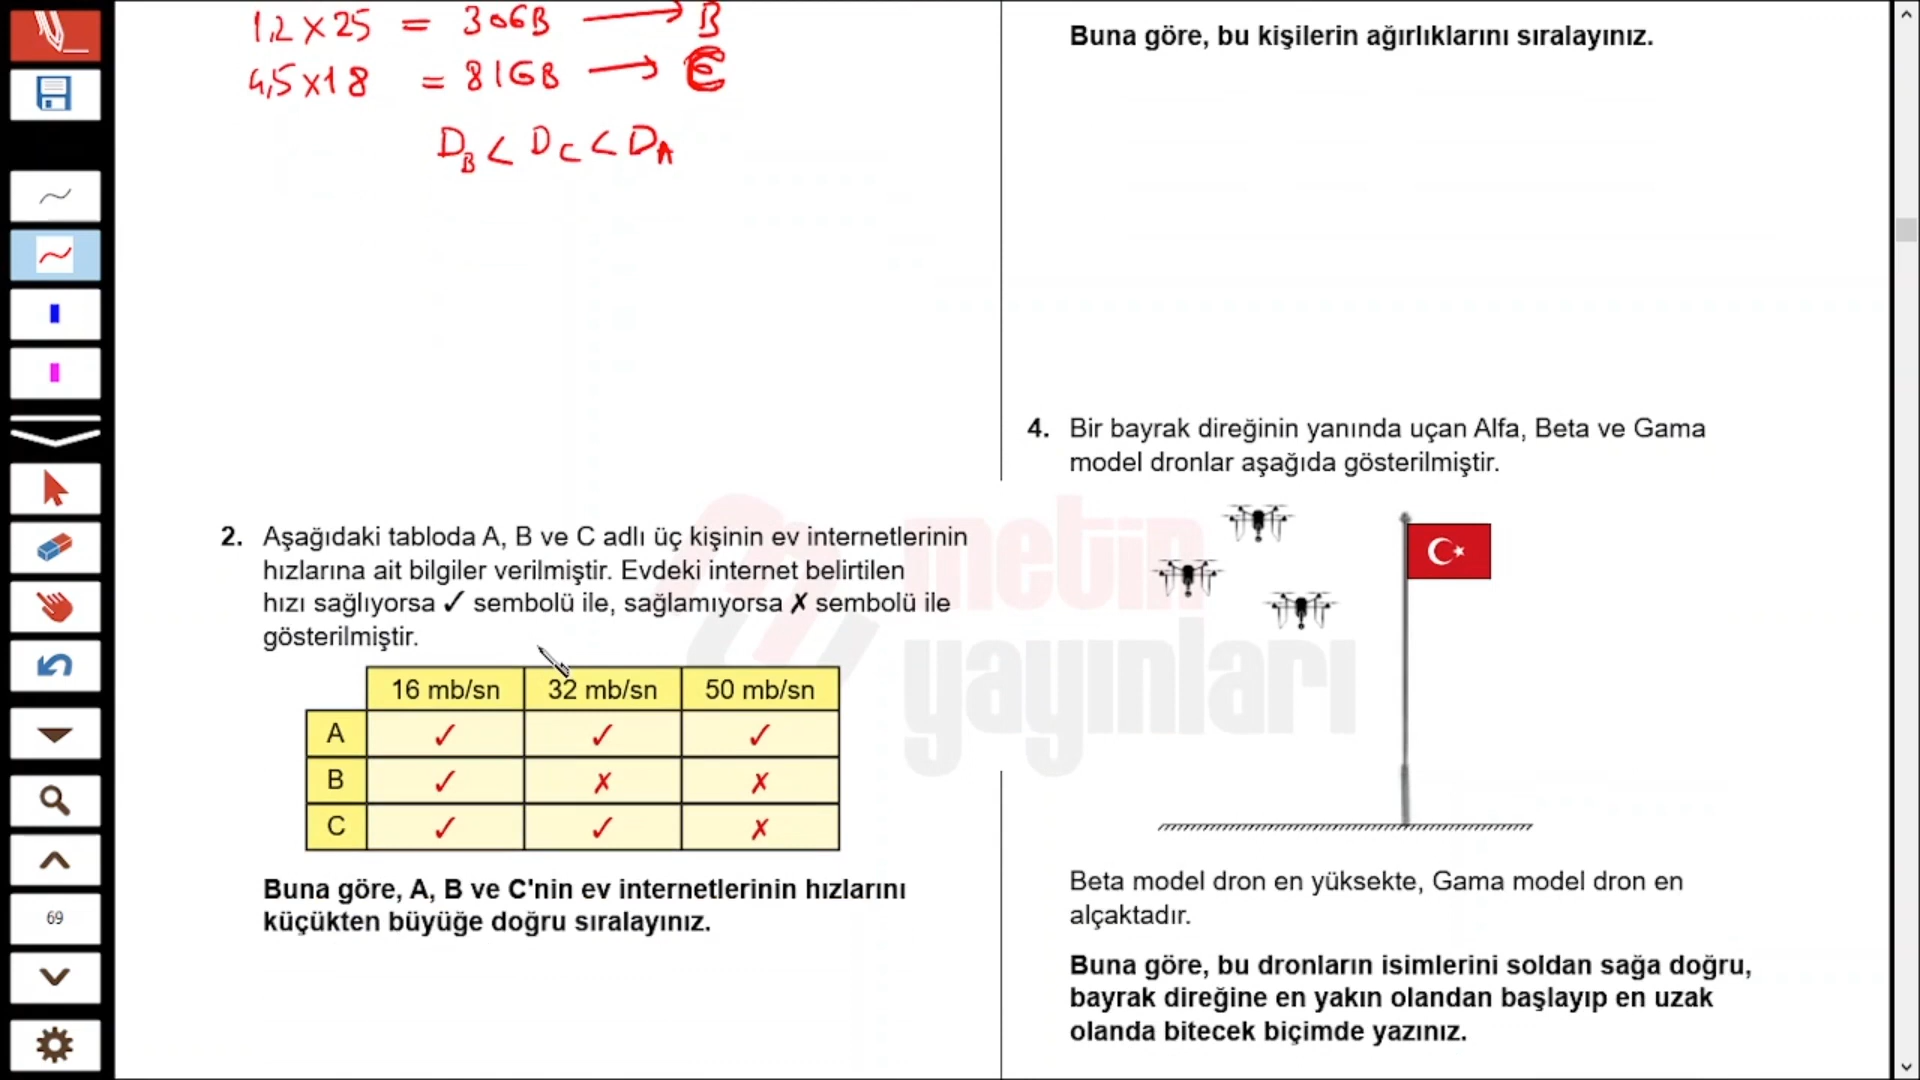 1,2 x 25 = 30GB → B
4,5 x 18 = 81GB → C
D_B < D_C < D_A
2. Aşağıdaki tabloda A, B ve C adlı üç kişinin ev internetlerinin
hızlarına ait bilgiler verilmiştir. Evdeki internet belirtilen
hızı sağlıyorsa ✓ sembolü ile, sağlamıyorsa ✗ sembolü ile
gösterilmiştir.
16 mb/sn 32 mb/sn 50 mb/sn
A ✓ ✓ ✓
B ✓ ✗ ✗
C ✓ ✓ ✗
Buna göre, A, B ve C'nin ev internetlerinin hızlarını
küçükten büyüğe doğru sıralayınız.
Buna göre, bu kişilerin ağırlıklarını sıralayınız.
4. Bir bayrak direğinin yanında uçan Alfa, Beta ve Gama
model dronlar aşağıda gösterilmiştir.
Beta model dron en yüksekte, Gama model dron en
alçaktadır.
Buna göre, bu dronların isimlerini soldan sağa doğru,
bayrak direğine en yakın olandan başlayıp en uzak
olanda bitecek biçimde yazınız.
metin
yayınları
69